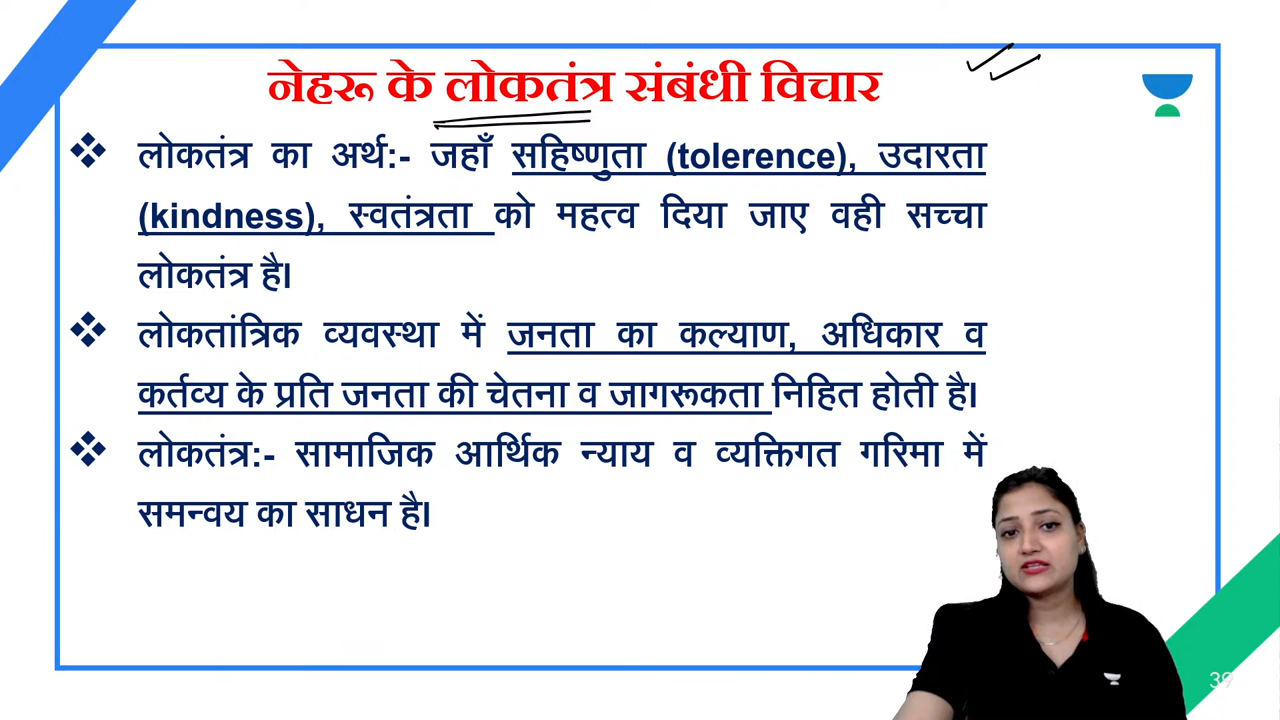 नेहरू के लोकतंत्र संबंधी विचार
लोकतंत्र का अर्थ:- जहाँ सहिष्णुता (tolerence), उदारता
(kindness), स्वतंत्रता को महत्व दिया जाए वही सच्चा
लोकतंत्र है।
लोकतांत्रिक व्यवस्था में जनता का कल्याण, अधिकार व
कर्तव्य के प्रति जनता की चेतना व जागरूकता निहित होती है।
लोकतंत्र:- सामाजिक आर्थिक न्याय व व्यक्तिगत गरिमा में
समन्वय का साधन है।
39